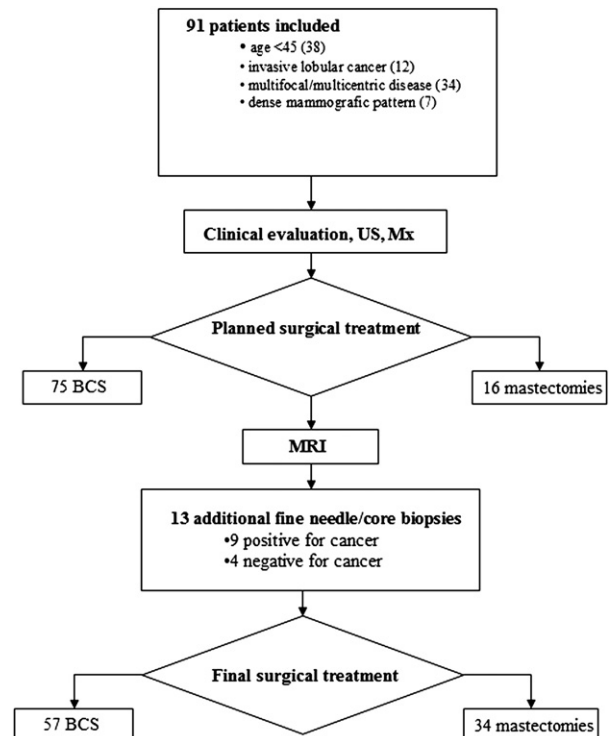 91 patients included
• age <45 (38)
• invasive lobular cancer (12)
• multifocal/multicentric disease (34)
• dense mammografic pattern (7)
Clinical evaluation, US, Mx
Planned surgical treatment
75 BCS
16 mastectomies
MRI
13 additional fine needle/core biopsies
•9 positive for cancer
•4 negative for cancer
Final surgical treatment
57 BCS
34 mastectomies